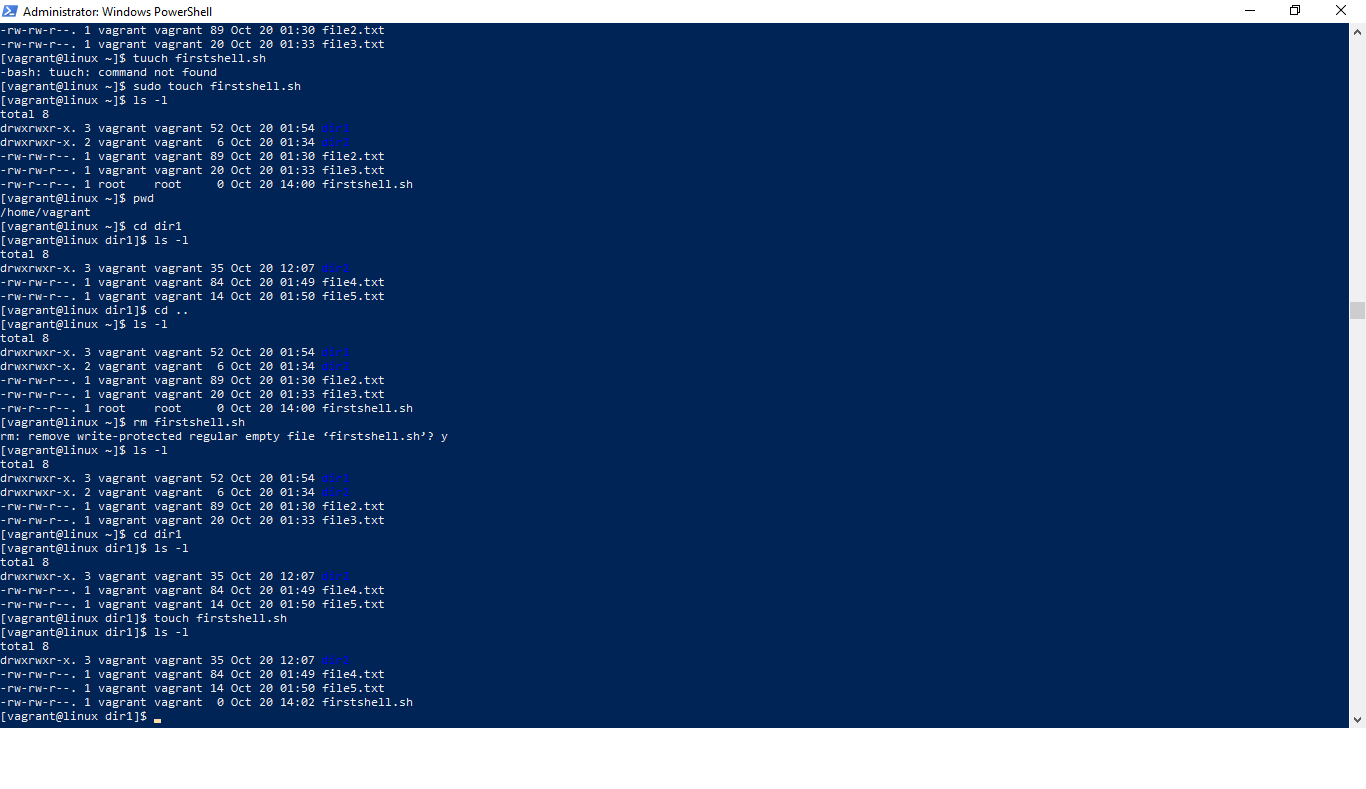 Administrator: Windows PowerShell
-rw-rw-r--. 1 vagrant vagrant 89 Oct 20 01:30 file2.txt
-rw-rw-r--. 1 vagrant vagrant 20 Oct 20 01:33 file3.txt
[vagrant@linux ~]$ tuuch firstshell.sh
-bash: tuuch: command not found
[vagrant@linux ~]$ sudo touch firstshell.sh
[vagrant@linux ~]$ ls -l
total 8
drwxrwxr-x. 3 vagrant vagrant 52 Oct 20 01:54 dir1
drwxrwxr-x. 2 vagrant vagrant  6 Oct 20 01:34
-rw-rw-r--. 1 vagrant vagrant 89 Oct 20 01:30 file2.txt
-rw-rw-r--. 1 vagrant vagrant 20 Oct 20 01:33 file3.txt
-rw-r--r--. 1 root    root     0 Oct 20 14:00 firstshell.sh
[vagrant@linux ~]$ pwd
/home/vagrant
[vagrant@linux ~]$ cd dir1
[vagrant@linux dir1]$ ls -l
total 8
drwxrwxr-x. 3 vagrant vagrant 35 Oct 20 12:07
-rw-rw-r--. 1 vagrant vagrant 84 Oct 20 01:49 file4.txt
-rw-rw-r--. 1 vagrant vagrant 14 Oct 20 01:50 file5.txt
[vagrant@linux dir1]$ cd ..
[vagrant@linux ~]$ ls -l
total 8
drwxrwxr-x. 3 vagrant vagrant 52 Oct 20 01:54 dir1
drwxrwxr-x. 2 vagrant vagrant  6 Oct 20 01:34
-rw-rw-r--. 1 vagrant vagrant 89 Oct 20 01:30 file2.txt
-rw-rw-r--. 1 vagrant vagrant 20 Oct 20 01:33 file3.txt
-rw-r--r--. 1 root    root     0 Oct 20 14:00 firstshell.sh
[vagrant@linux ~]$ rm firstshell.sh
rm: remove write-protected regular empty file ‘firstshell.sh’? y
[vagrant@linux ~]$ ls -l
total 8
drwxrwxr-x. 3 vagrant vagrant 52 Oct 20 01:54 dir1
drwxrwxr-x. 2 vagrant vagrant  6 Oct 20 01:34
-rw-rw-r--. 1 vagrant vagrant 89 Oct 20 01:30 file2.txt
-rw-rw-r--. 1 vagrant vagrant 20 Oct 20 01:33 file3.txt
[vagrant@linux ~]$ cd dir1
[vagrant@linux dir1]$ ls -l
total 8
drwxrwxr-x. 3 vagrant vagrant 35 Oct 20 12:07
-rw-rw-r--. 1 vagrant vagrant 84 Oct 20 01:49 file4.txt
-rw-rw-r--. 1 vagrant vagrant 14 Oct 20 01:50 file5.txt
[vagrant@linux dir1]$ touch firstshell.sh
[vagrant@linux dir1]$ ls -l
total 8
drwxrwxr-x. 3 vagrant vagrant 35 Oct 20 12:07
-rw-rw-r--. 1 vagrant vagrant 84 Oct 20 01:49 file4.txt
-rw-rw-r--. 1 vagrant vagrant 14 Oct 20 01:50 file5.txt
-rw-rw-r--. 1 vagrant vagrant  0 Oct 20 14:02 firstshell.sh
[vagrant@linux dir1]$